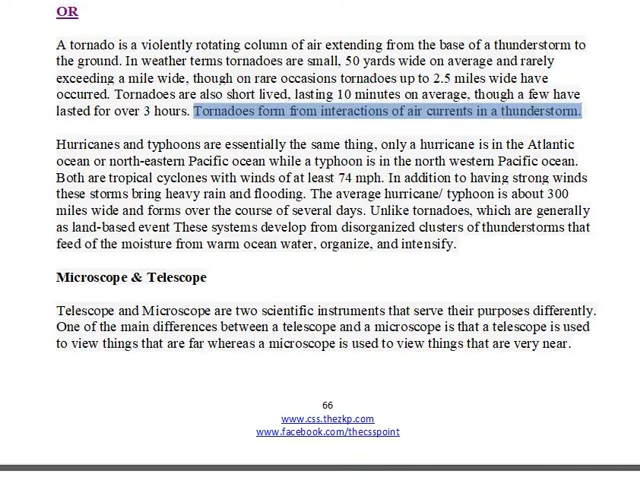 OR
A tornado is a violently rotating column of air extending from the base of a thunderstorm to
the ground. In weather terms tornadoes are small, 50 yards wide on average and rarely
exceeding a mile wide, though on rare occasions tornadoes up to 2.5 miles wide have
occurred. Tornadoes are also short lived, lasting 10 minutes on average, though a few have
lasted for over 3 hours. Tornadoes form from interactions of air currents in a thunderstorm.
Hurricanes and typhoons are essentially the same thing, only a hurricane is in the Atlantic
ocean or north-eastern Pacific ocean while a typhoon is in the north western Pacific ocean.
Both are tropical cyclones with winds of at least 74 mph. In addition to having strong winds
these storms bring heavy rain and flooding. The average hurricane/ typhoon is about 300
miles wide and forms over the course of several days. Unlike tornadoes, which are generally
as land-based event These systems develop from disorganized clusters of thunderstorms that
feed of the moisture from warm ocean water, organize, and intensify.
Microscope & Telescope
Telescope and Microscope are two scientific instruments that serve their purposes differently.
One of the main differences between a telescope and a microscope is that a telescope is used
to view things that are far whereas a microscope is used to view things that are very near.
66
www.css.thezkp.com
www.facebook.com/thecsspoint